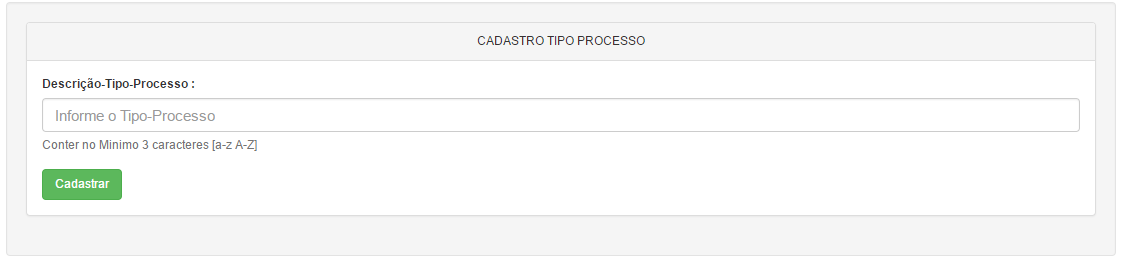 CADASTRO TIPO PROCESSO
Descrição-Tipo-Processo :
Informe o Tipo-Processo
Conter no Minimo 3 caracteres [a-z A-Z]
Cadastrar